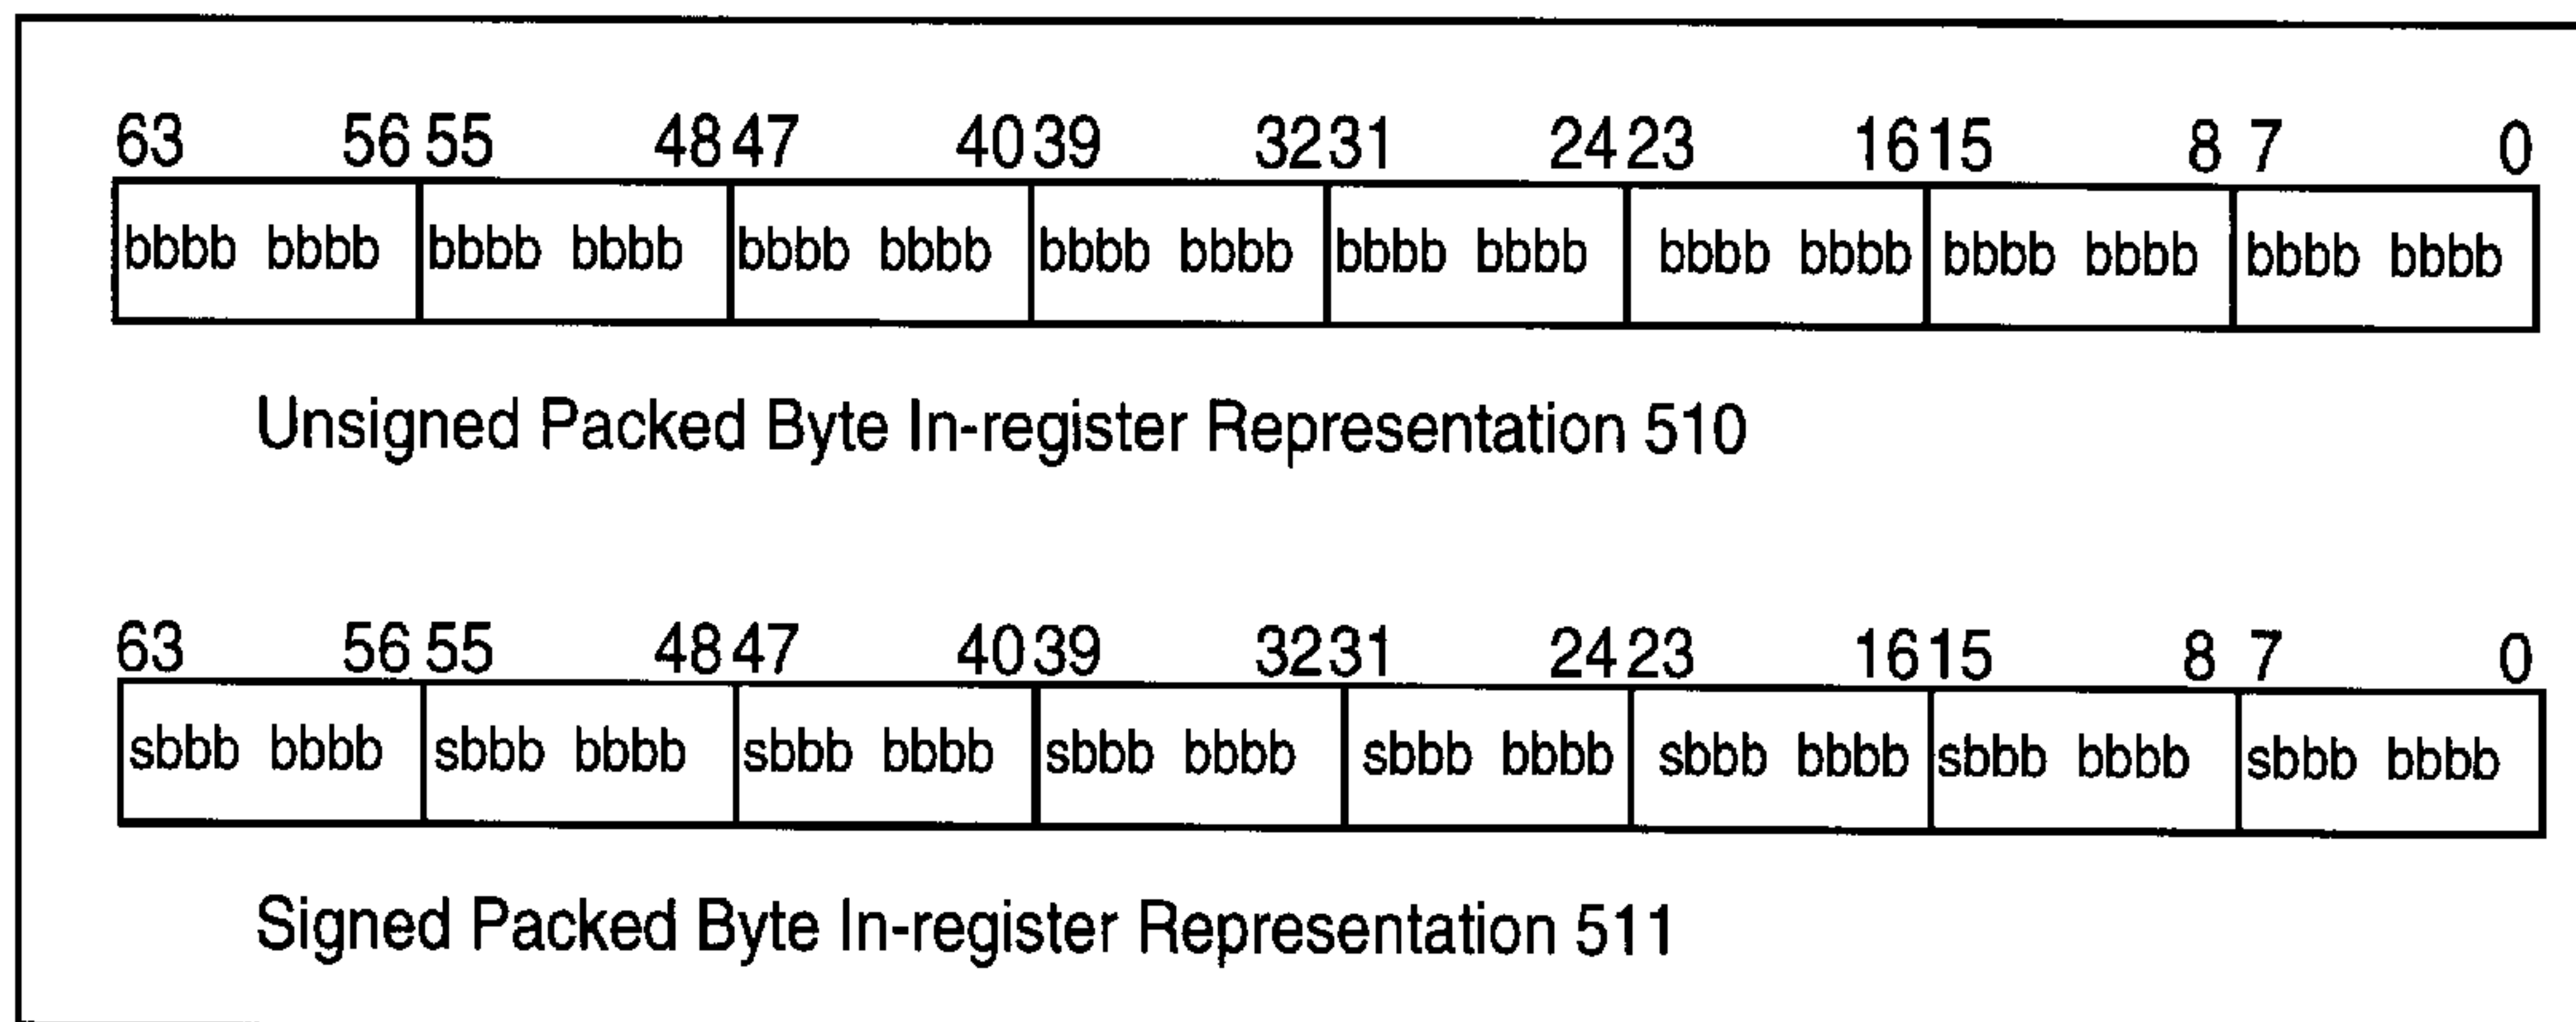 63 56 55 48 47 40 39 32 31 24 23 16 15 8 7 0
bbbb bbbb bbbb bbbb bbbb bbbb bbbb bbbb bbbb bbbb bbbb bbbb bbbb bbbb bbbb bbbb
Unsigned Packed Byte In-register Representation 510
63 56 55 48 47 40 39 32 31 24 23 16 15 8 7 0
sbbb bbbb sbbb bbbb sbbb bbbb sbbb bbbb sbbb bbbb sbbb bbbb sbbb bbbb sbbb bbbb
Signed Packed Byte In-register Representation 511